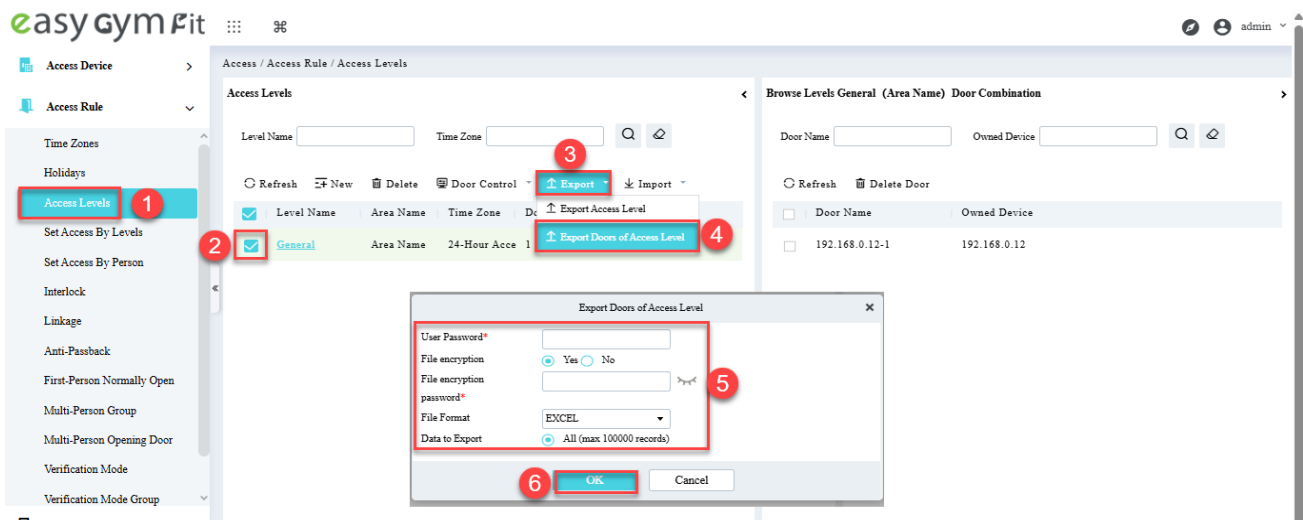 easy Gym Fit
admin
Access Device
Access Rule
Time Zones
Holidays
Access Levels
1
Set Access By Levels
Set Access By Person
Interlock
Linkage
Anti-Passback
First-Person Normally Open
Multi-Person Group
Multi-Person Opening Door
Verification Mode
Verification Mode Group
Access / Access Rule / Access Levels
Access Levels
Level Name
Time Zone
3
Refresh
New
Delete
Door Control
Export
Import
Level Name
Area Name
Time Zone
Do
Export Access Level
2
General
Area Name
24-Hour Acce
1
Export Doors of Access Level
4
Browse Levels General (Area Name) Door Combination
Door Name
Owned Device
Refresh
Delete Door
Door Name
Owned Device
192.168.0.12-1
192.168.0.12
Export Doors of Access Level
User Password*
File encryption
Yes
No
File encryption
password*
5
File Format
EXCEL
Data to Export
All (max 100000 records)
6
OK
Cancel